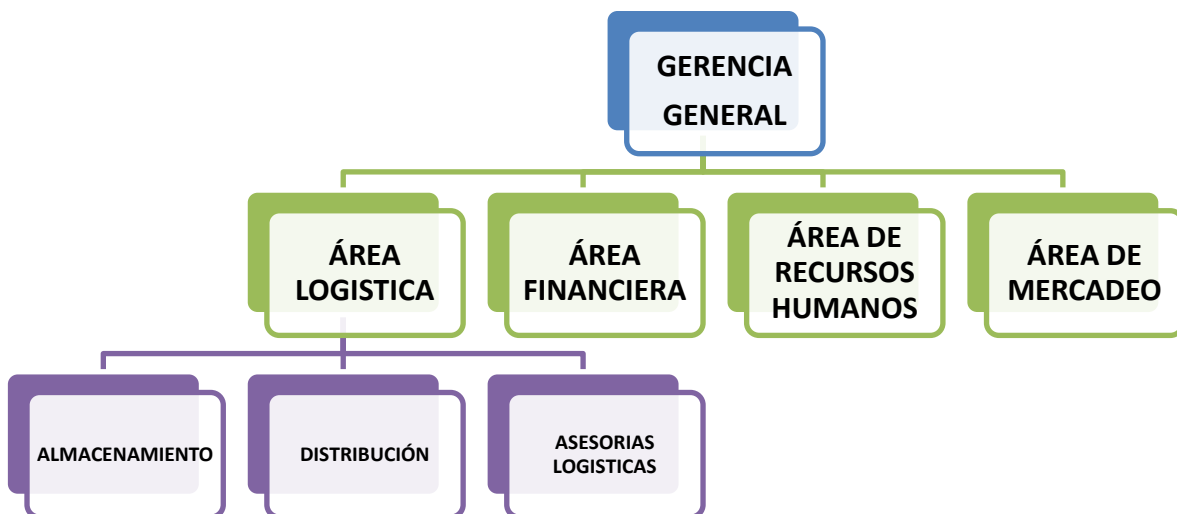 GERENCIA
GENERAL
ÁREA
LOGISTICA
ÁREA
FINANCIERA
ÁREA DE
RECURSOS
HUMANOS
ÁREA DE
MERCADEO
ALMACENAMIENTO
DISTRIBUCIÓN
ASESORIAS
LOGISTICAS